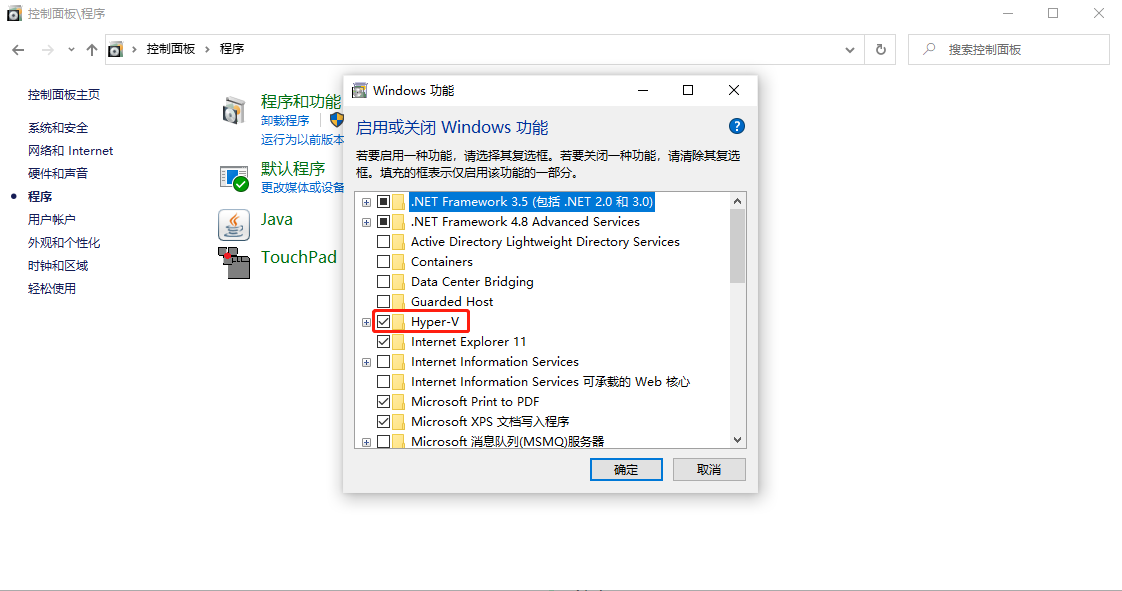 控制面板\程序
控制面板 程序
搜索控制面板
控制面板主页
系统和安全
网络和 Internet
硬件和声音
程序
用户帐户
外观和个性化
时钟和区域
轻松使用
程序和功能
卸载程序
运行为以前版本
默认程序
更改媒体或设备
Java
TouchPad
Windows 功能
启用或关闭 Windows 功能
若要启用一种功能，请选择其复选框。若要关闭一种功能，请清除其复选
框。填充的框表示仅启用该功能的一部分。
.NET Framework 3.5 (包括 .NET 2.0 和 3.0)
.NET Framework 4.8 Advanced Services
Active Directory Lightweight Directory Services
Containers
Data Center Bridging
Guarded Host
Hyper-V
Internet Explorer 11
Internet Information Services
Internet Information Services 可承载的 Web 核心
Microsoft Print to PDF
Microsoft XPS 文档写入程序
Microsoft 消息队列(MSMQ)服务器
确定
取消